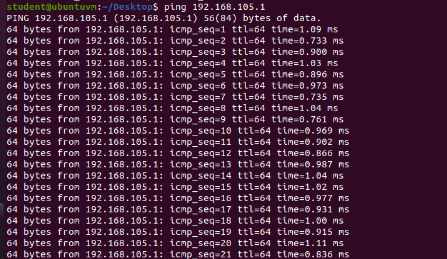 student@ubuntuvm:~/Desktop$ ping 192.168.105.1
PING 192.168.105.1 (192.168.105.1) 56(84) bytes of data.
64 bytes from 192.168.105.1: icmp_seq=1 ttl=64 time=1.09 ms
64 bytes from 192.168.105.1: icmp_seq=2 ttl=64 time=0.733 ms
64 bytes from 192.168.105.1: icmp_seq=3 ttl=64 time=0.900 ms
64 bytes from 192.168.105.1: icmp_seq=4 ttl=64 time=1.03 ms
64 bytes from 192.168.105.1: icmp_seq=5 ttl=64 time=0.896 ms
64 bytes from 192.168.105.1: icmp_seq=6 ttl=64 time=0.973 ms
64 bytes from 192.168.105.1: icmp_seq=7 ttl=64 time=0.735 ms
64 bytes from 192.168.105.1: icmp_seq=8 ttl=64 time=1.04 ms
64 bytes from 192.168.105.1: icmp_seq=9 ttl=64 time=0.761 ms
64 bytes from 192.168.105.1: icmp_seq=10 ttl=64 time=0.969 ms
64 bytes from 192.168.105.1: icmp_seq=11 ttl=64 time=0.902 ms
64 bytes from 192.168.105.1: icmp_seq=12 ttl=64 time=0.866 ms
64 bytes from 192.168.105.1: icmp_seq=13 ttl=64 time=0.987 ms
64 bytes from 192.168.105.1: icmp_seq=14 ttl=64 time=1.04 ms
64 bytes from 192.168.105.1: icmp_seq=15 ttl=64 time=1.02 ms
64 bytes from 192.168.105.1: icmp_seq=16 ttl=64 time=0.977 ms
64 bytes from 192.168.105.1: icmp_seq=17 ttl=64 time=0.931 ms
64 bytes from 192.168.105.1: icmp_seq=18 ttl=64 time=1.00 ms
64 bytes from 192.168.105.1: icmp_seq=19 ttl=64 time=0.915 ms
64 bytes from 192.168.105.1: icmp_seq=20 ttl=64 time=1.11 ms
64 bytes from 192.168.105.1: icmp_seq=21 ttl=64 time=0.836 ms